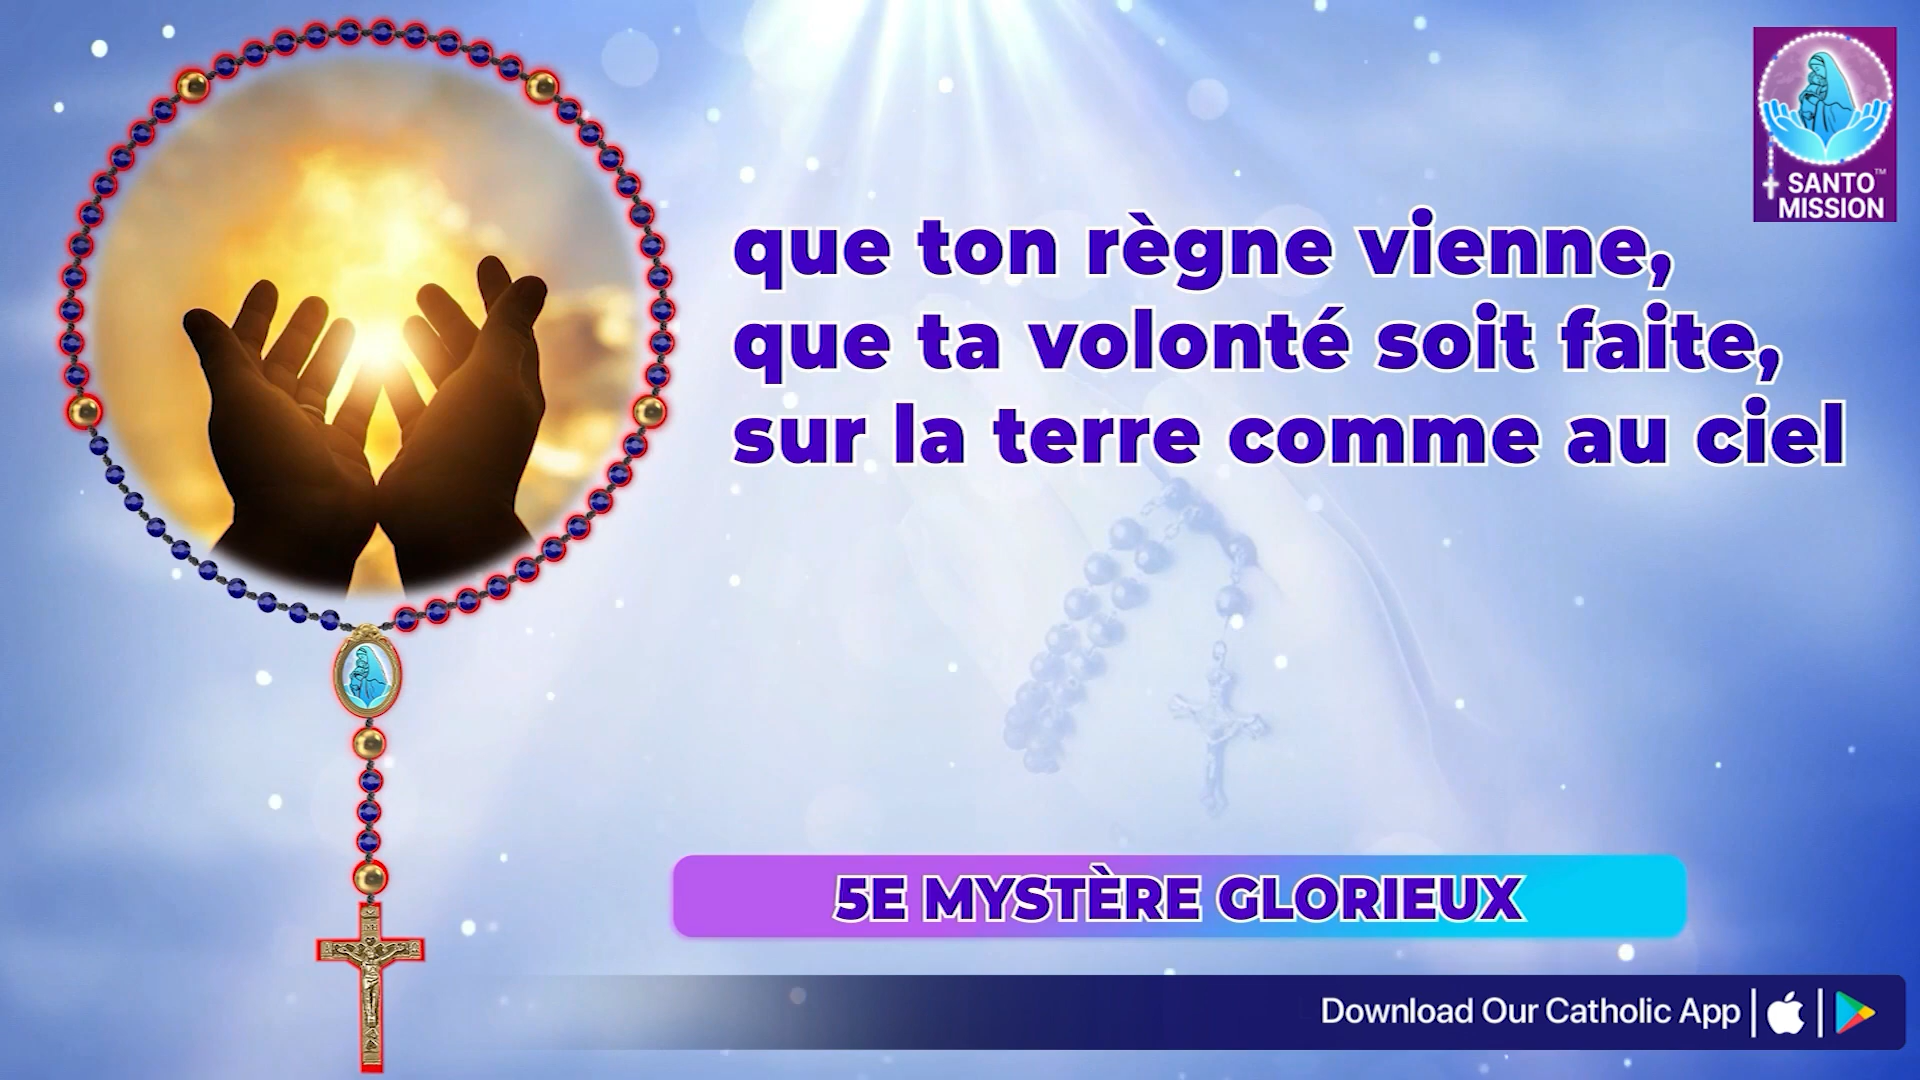 SANTO™
MISSION
que ton règne vienne,
que ta volonté soit faite,
sur la terre comme au ciel
5E MYSTÈRE GLORIEUX
Download Our Catholic App